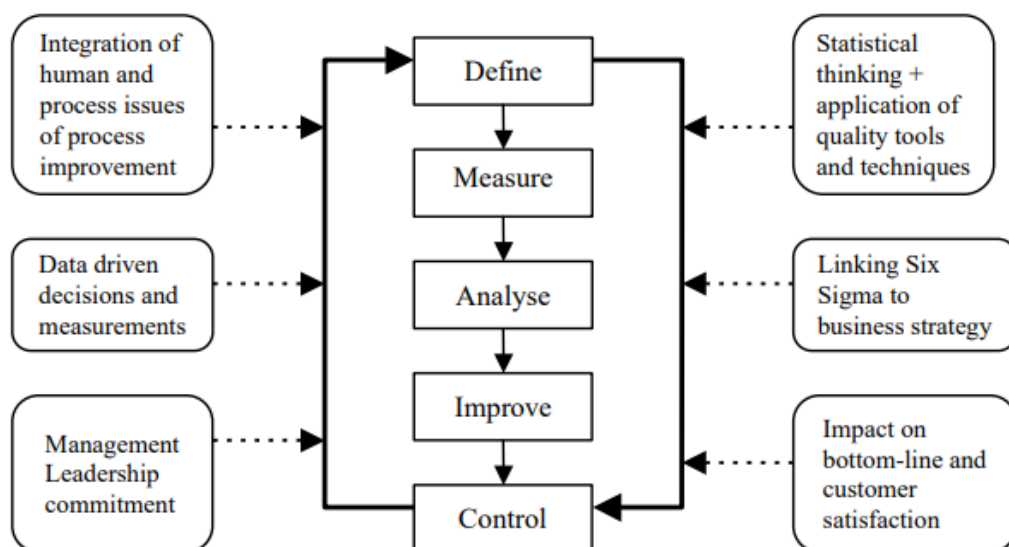 Integration of
human and
process issues
of process
improvement
Data driven
decisions and
measurements
Management
Leadership
commitment
Define
Measure
Analyse
Improve
Control
Statistical
thinking +
application of
quality tools
and techniques
Linking Six
Sigma to
business strategy
Impact on
bottom-line and
customer
satisfaction